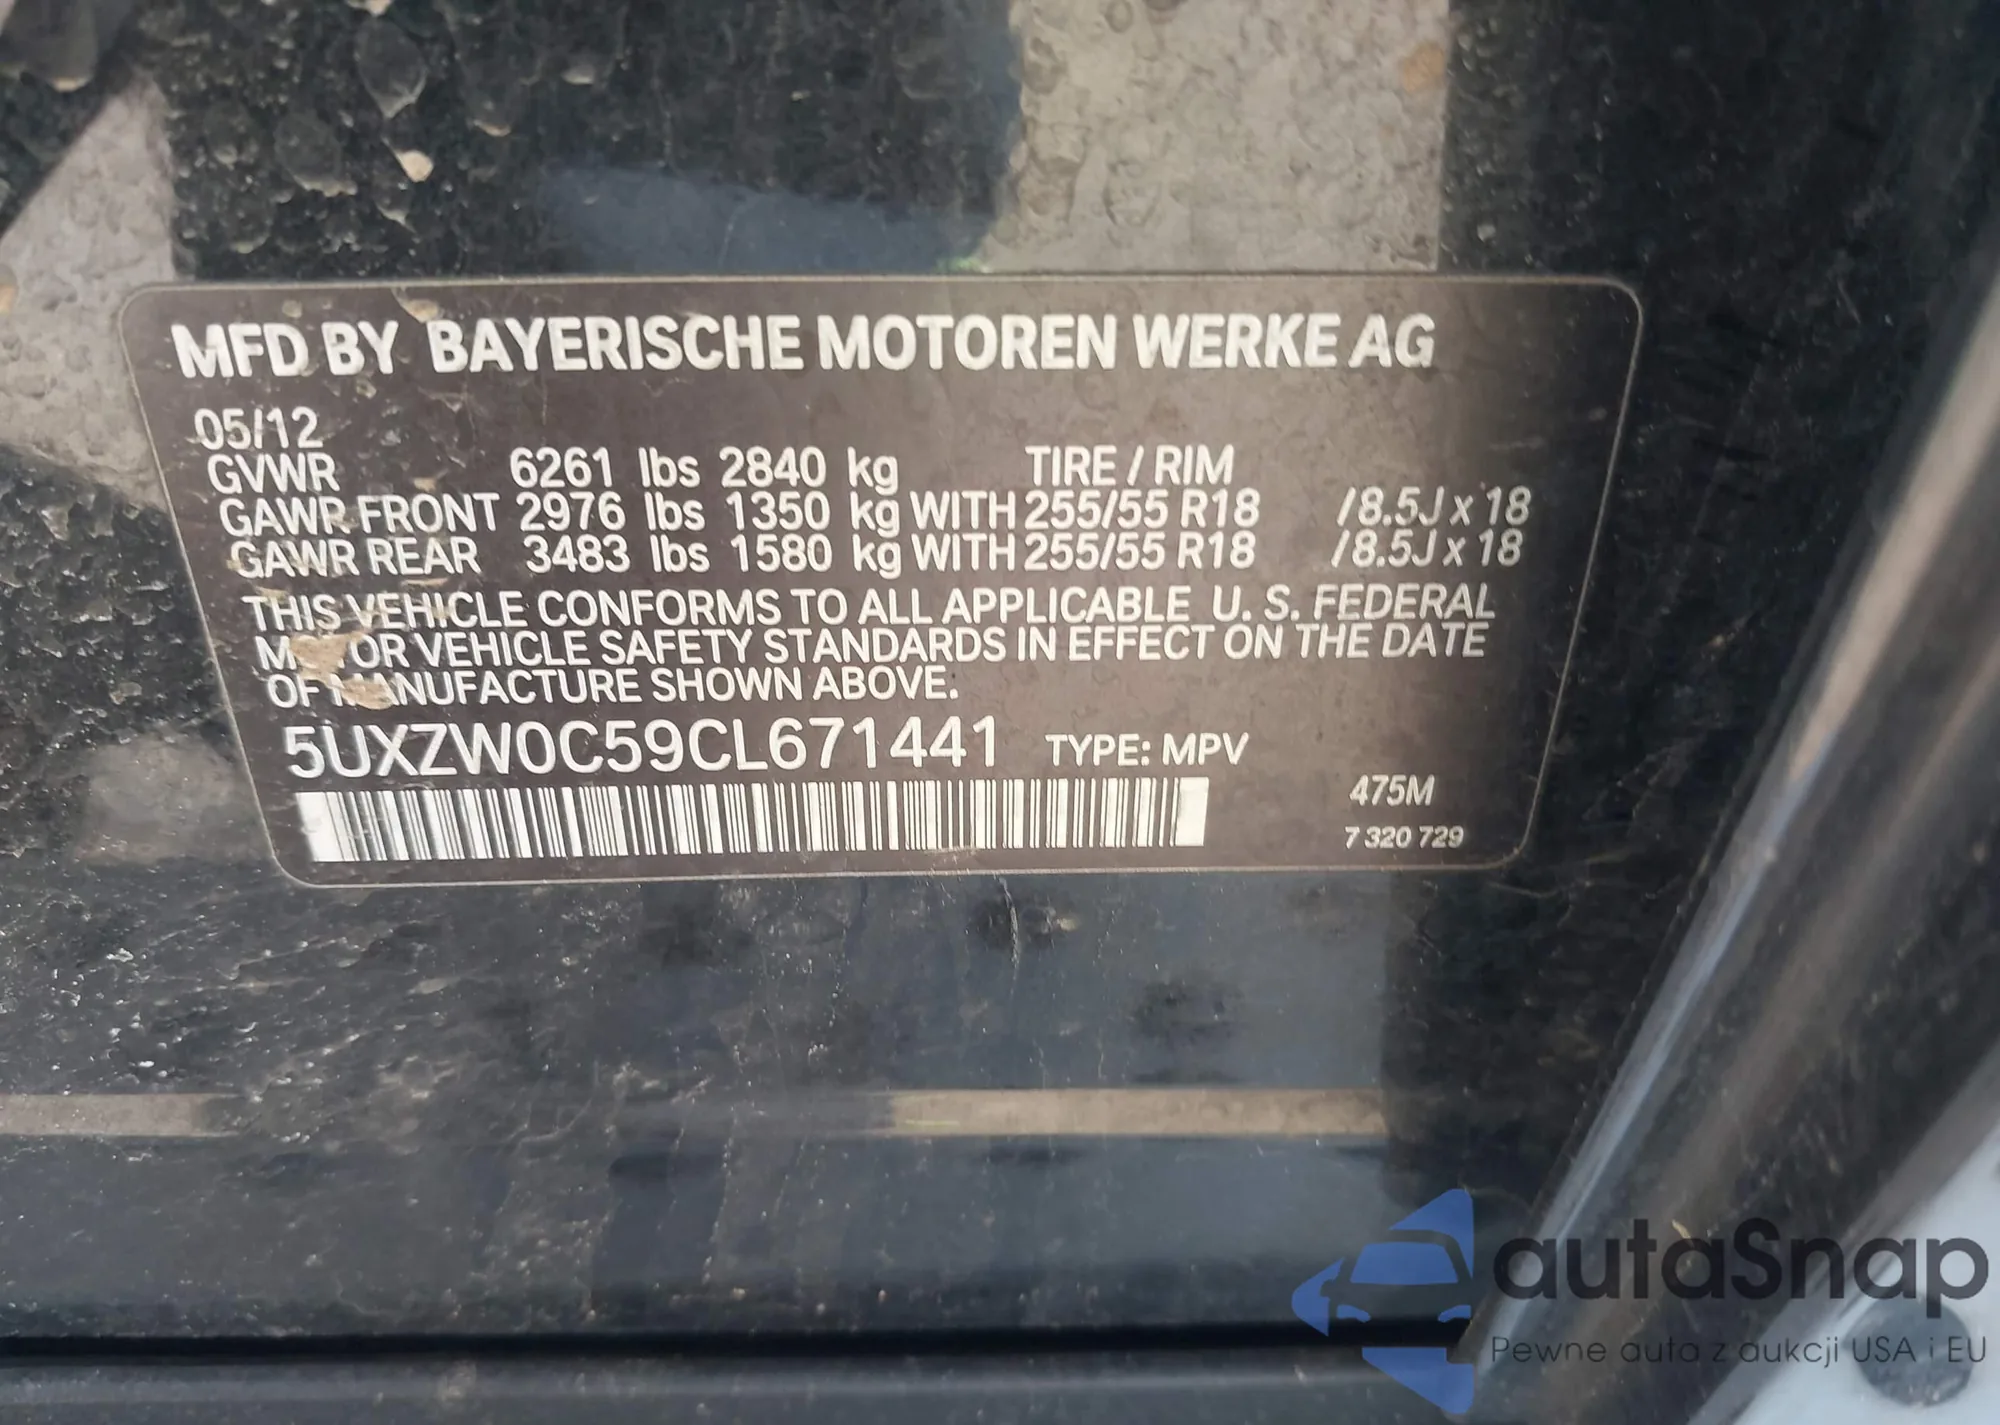 MFD BY BAYERISCHE MOTOREN WERKE AG
05/12
GVWR 6261 lbs 2840 kg TIRE / RIM
GAWR FRONT 2976 lbs 1350 kg WITH 255/55 R18 /8.5J x 18
GAWR REAR 3483 lbs 1580 kg WITH 255/55 R18 /8.5J x 18
THIS VEHICLE CONFORMS TO ALL APPLICABLE U. S. FEDERAL
MOTOR VEHICLE SAFETY STANDARDS IN EFFECT ON THE DATE
OF MANUFACTURE SHOWN ABOVE.
5UXZW0C59CL671441 TYPE: MPV
475M
7 320 729
autaSnap
Pewne auta z aukcji USA i EU